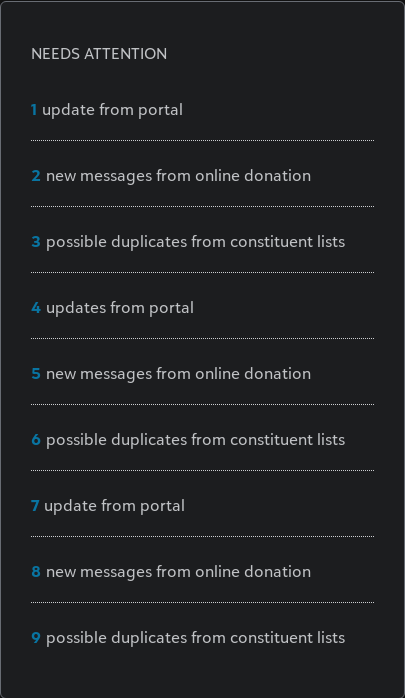 NEEDS ATTENTION
1 update from portal
2 new messages from online donation
3 possible duplicates from constituent lists
4 updates from portal
5 new messages from online donation
6 possible duplicates from constituent lists
7 update from portal
8 new messages from online donation
9 possible duplicates from constituent lists